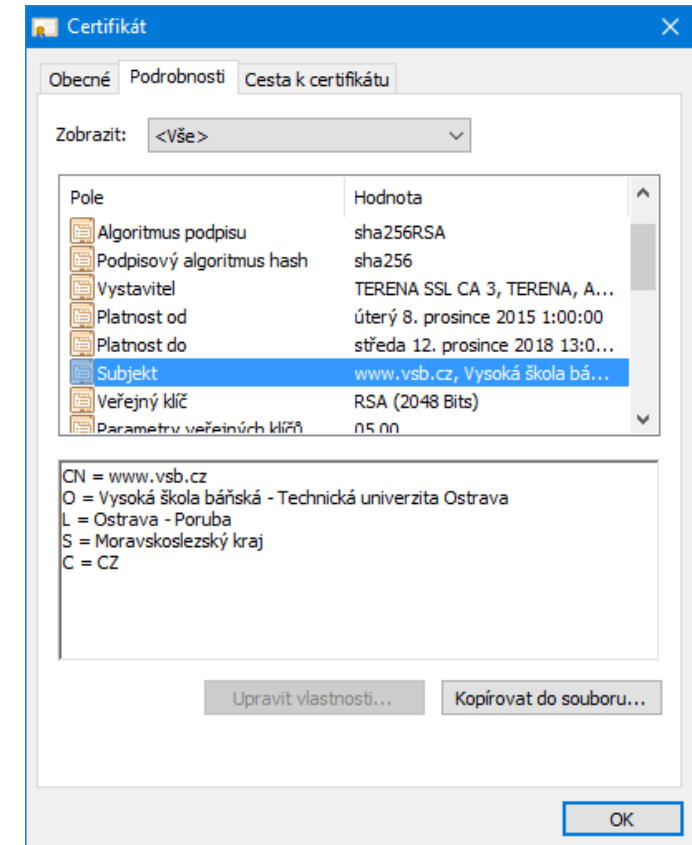 Certifikát
Obecné Podrobnosti Cesta k certifikátu
Zobrazit: <Vše>
Pole Hodnota
Algoritmus podpisu sha256RSA
Podpisový algoritmus hash sha256
Vystavitel TERENA SSL CA 3, TERENA, A...
Platnost od úterý 8. prosince 2015 1:00:00
Platnost do středa 12. prosince 2018 13:0...
Subjekt www.vsb.cz, Vysoká škola bá...
Veřejný klíč RSA (2048 Bits)
Parametry veřejných klíčů 05 00
CN = www.vsb.cz
O = Vysoká škola báňská - Technická univerzita Ostrava
L = Ostrava - Poruba
S = Moravskoslezský kraj
C = CZ
Upravit vlastnosti... Kopírovat do souboru...
OK